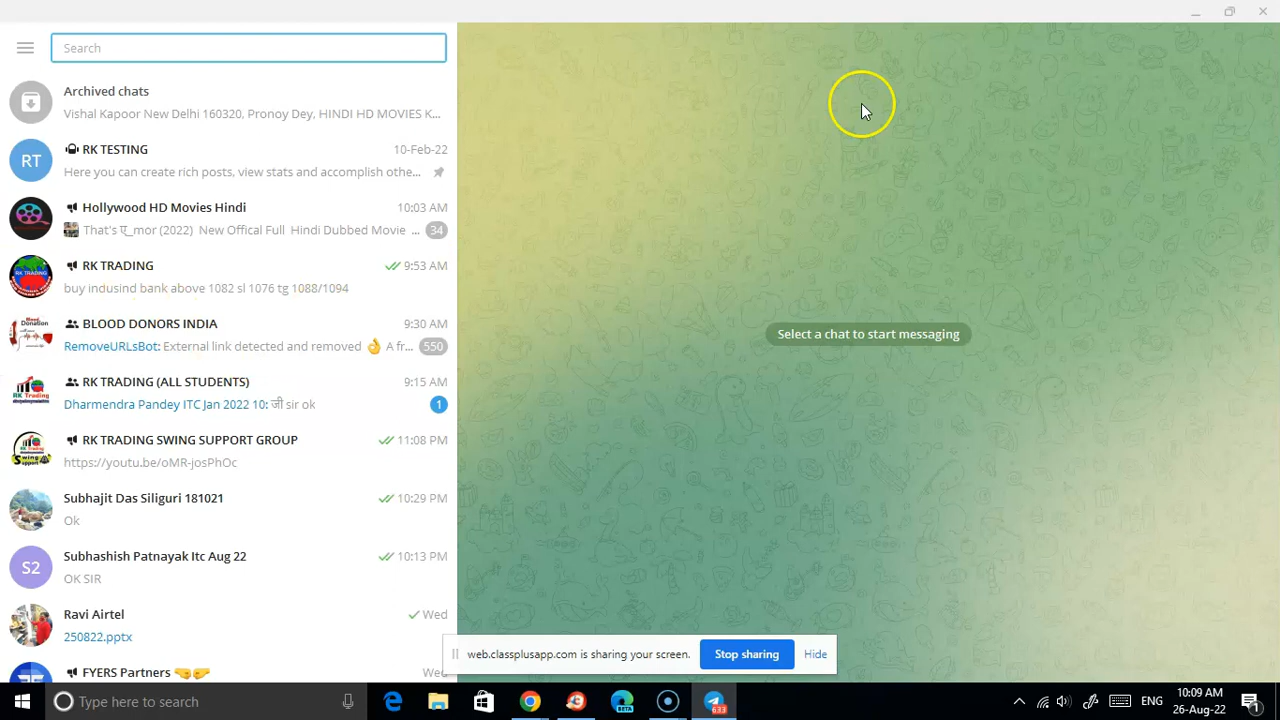 Search
Archived chats
Vishal Kapoor New Delhi 160320, Pronoy Dey, HINDI HD MOVIES K...
RT
RK TESTING
10-Feb-22
Here you can create rich posts, view stats and accomplish othe...
Hollywood HD Movies Hindi
10:03 AM
That's ए_mor (2022) New Offical Full Hindi Dubbed Movie ...
34
RK TRADING
9:53 AM
buy indusind bank above 1082 sl 1076 tg 1088/1094
BLOOD DONORS INDIA
9:30 AM
RemoveURLsBot: External link detected and removed 👌 A fr...
550
RK TRADING (ALL STUDENTS)
9:15 AM
Dharmendra Pandey ITC Jan 2022 10: जी sir ok
1
RK TRADING SWING SUPPORT GROUP
11:08 PM
https://youtu.be/oMR-josPhOc
Subhajit Das Siliguri 181021
10:29 PM
Ok
S2
Subhashish Patnayak Itc Aug 22
10:13 PM
OK SIR
Ravi Airtel
Wed
250822.pptx
FYERS Partners 🤝🤝
Wed
Select a chat to start messaging
web.classplusapp.com is sharing your screen.
Stop sharing
Hide
Type here to search
BETA
633
ENG
10:09 AM
26-Aug-22
1